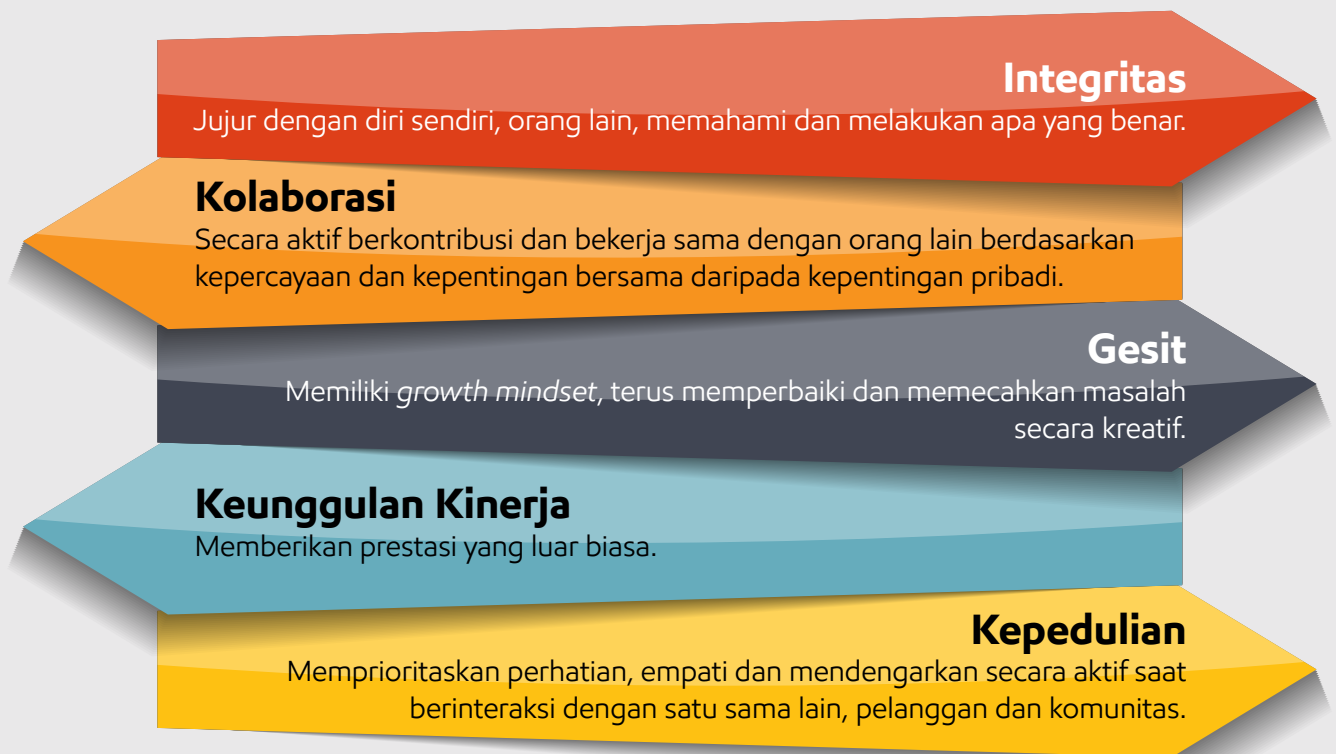 Integritas
Jujur dengan diri sendiri, orang lain, memahami dan melakukan apa yang benar.
Kolaborasi
Secara aktif berkontribusi dan bekerja sama dengan orang lain berdasarkan
kepercayaan dan kepentingan bersama daripada kepentingan pribadi.
Gesit
Memiliki growth mindset, terus memperbaiki dan memecahkan masalah
secara kreatif.
Keunggulan Kinerja
Memberikan prestasi yang luar biasa.
Kepedulian
Memprioritaskan perhatian, empati dan mendengarkan secara aktif saat
berinteraksi dengan satu sama lain, pelanggan dan komunitas.